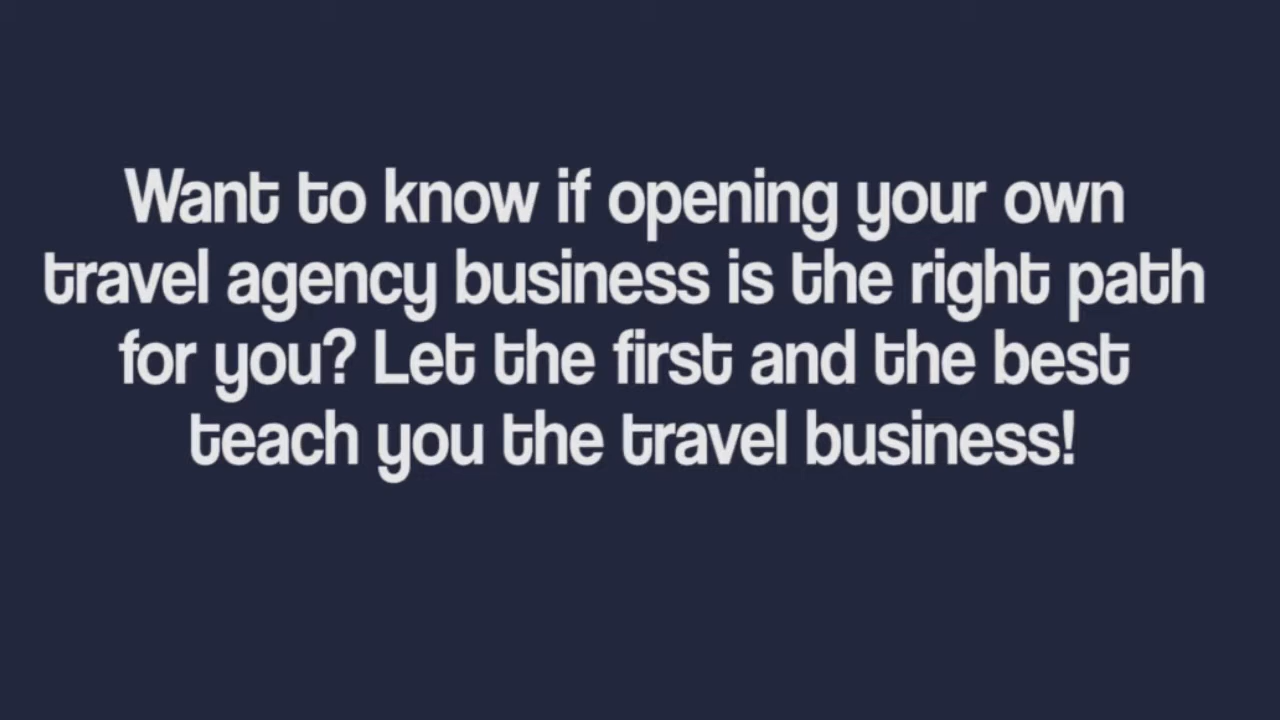 Want to know if opening your own
travel agency business is the right path
for you? Let the first and the best
teach you the travel business!